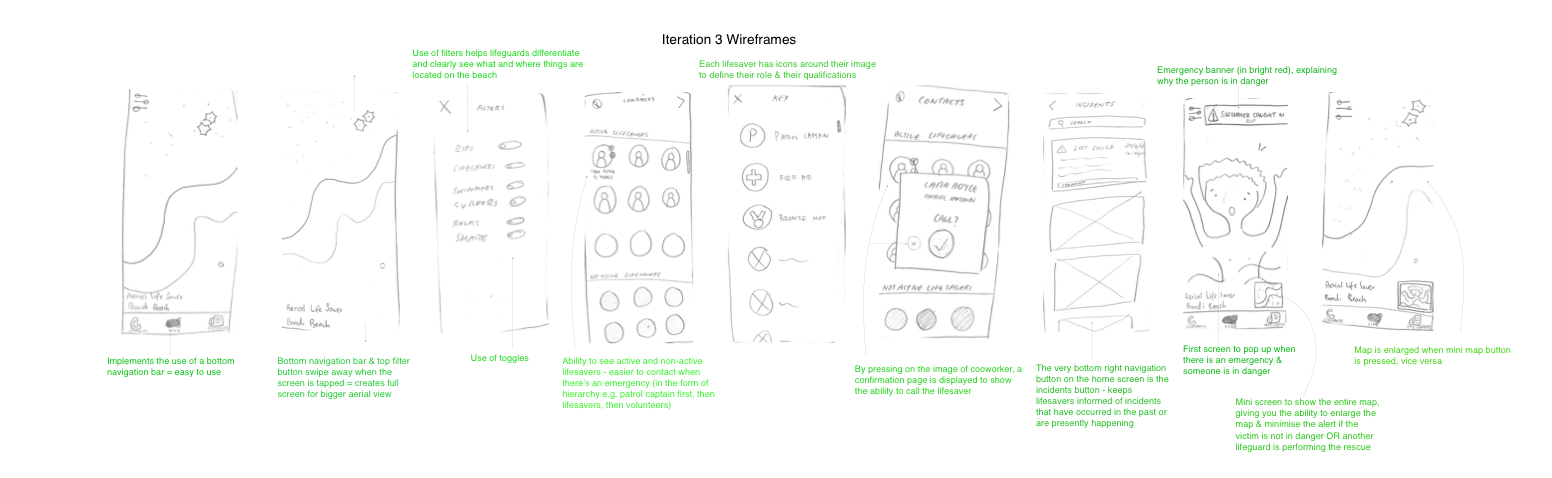 Iteration 3 Wireframes
Use of filters helps lifeguards differentiate
and clearly see what and where things are
located on the beach
Each lifesaver has icons around their image
to define their role & their qualifications
Emergency banner (in bright red), explaining
why the person is in danger
Aerial Life Saver
Bondi Beach
Implements the use of a bottom
navigation bar = easy to use
Aerial Life Saver
Bondi Beach
Bottom navigation bar & top filter
button swipe away when the
screen is tapped = creates full
screen for bigger aerial view
FILTERS
RIPS
LIFESAVERS
SWIMMERS
SURFERS
ROCKS
SHARKS
Use of toggles
CONTACTS
ACTIVE LIFESAVERS
NOT ACTIVE LIFESAVERS
Ability to see active and non-active
lifesavers - easier to contact when
there's an emergency (in the form of
hierarchy e.g. patrol captain first, then
lifesavers, then volunteers)
KEY
P
PATROL CAPTAIN
FIRST AID
BRONZE MED
CONTACTS
ACTIVE LIFESAVERS
LANA BOYLE
PATROL CAPTAIN
CALL?
NOT ACTIVE LIFESAVERS
By pressing on the image of cooworker, a
confirmation page is displayed to show
the ability to call the lifesaver
INCIDENTS
SEARCH
LOST CHILD
The very bottom right navigation
button on the home screen is the
incidents button - keeps
lifesavers informed of incidents
that have occurred in the past or
are presently happening
SWIMMER CAUGHT IN
RIP
Aerial Life Saver
Bondi Beach
CONTACTS
First screen to pop up when
there is an emergency &
someone is in danger
Mini screen to show the entire map,
giving you the ability to enlarge the
map & minimise the alert if the
victim is not in danger OR another
lifeguard is performing the rescue
Aerial Life Saver
Bondi Beach
CONTACTS
Map is enlarged when mini map button
is pressed, vice versa